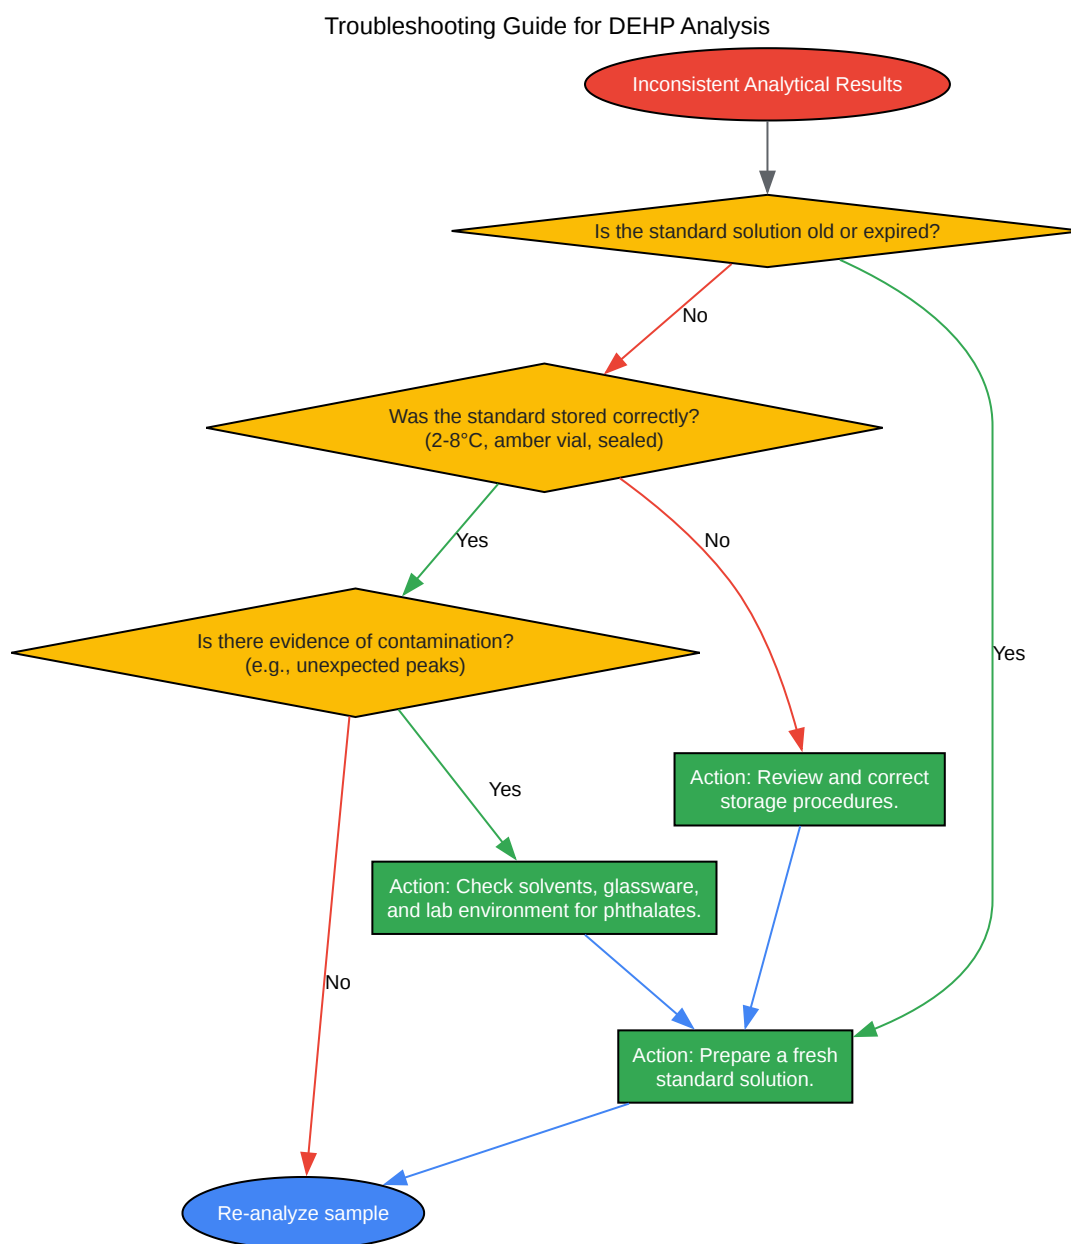 Troubleshooting Guide for DEHP Analysis
Inconsistent Analytical Results
Is the standard solution old or expired?
No
Was the standard stored correctly?
(2-8°C, amber vial, sealed)
Yes
No
Is there evidence of contamination?
(e.g., unexpected peaks)
Yes
Yes
Action: Review and correct
storage procedures.
Action: Check solvents, glassware,
and lab environment for phthalates.
No
Action: Prepare a fresh
standard solution.
Re-analyze sample